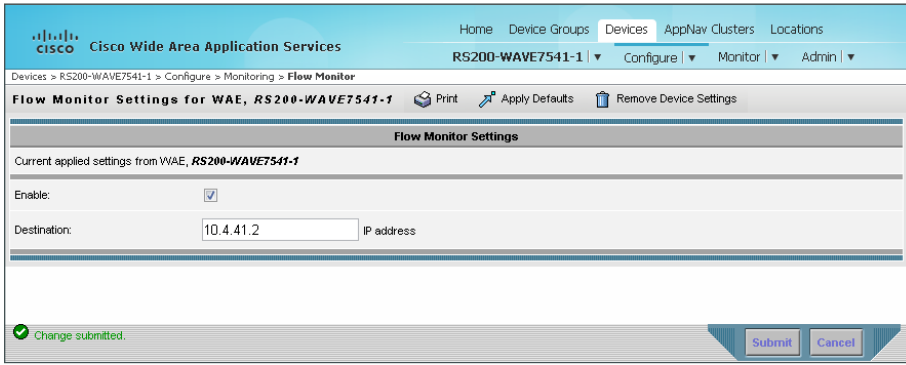 Home Device Groups Devices AppNav Clusters Locations
CISCO Cisco Wide Area Application Services
RS200-WAVE7541-1 | ▼ Configure | ▼ Monitor | ▼ Admin | ▼
Devices > RS200-WAVE7541-1 > Configure > Monitoring > Flow Monitor
Flow Monitor Settings for WAE, RS200-WAVE7541-1 Print Apply Defaults Remove Device Settings
Flow Monitor Settings
Current applied settings from WAE, RS200-WAVE7541-1
Enable:
Destination: 10.4.41.2 IP address
Change submitted.
Submit Cancel